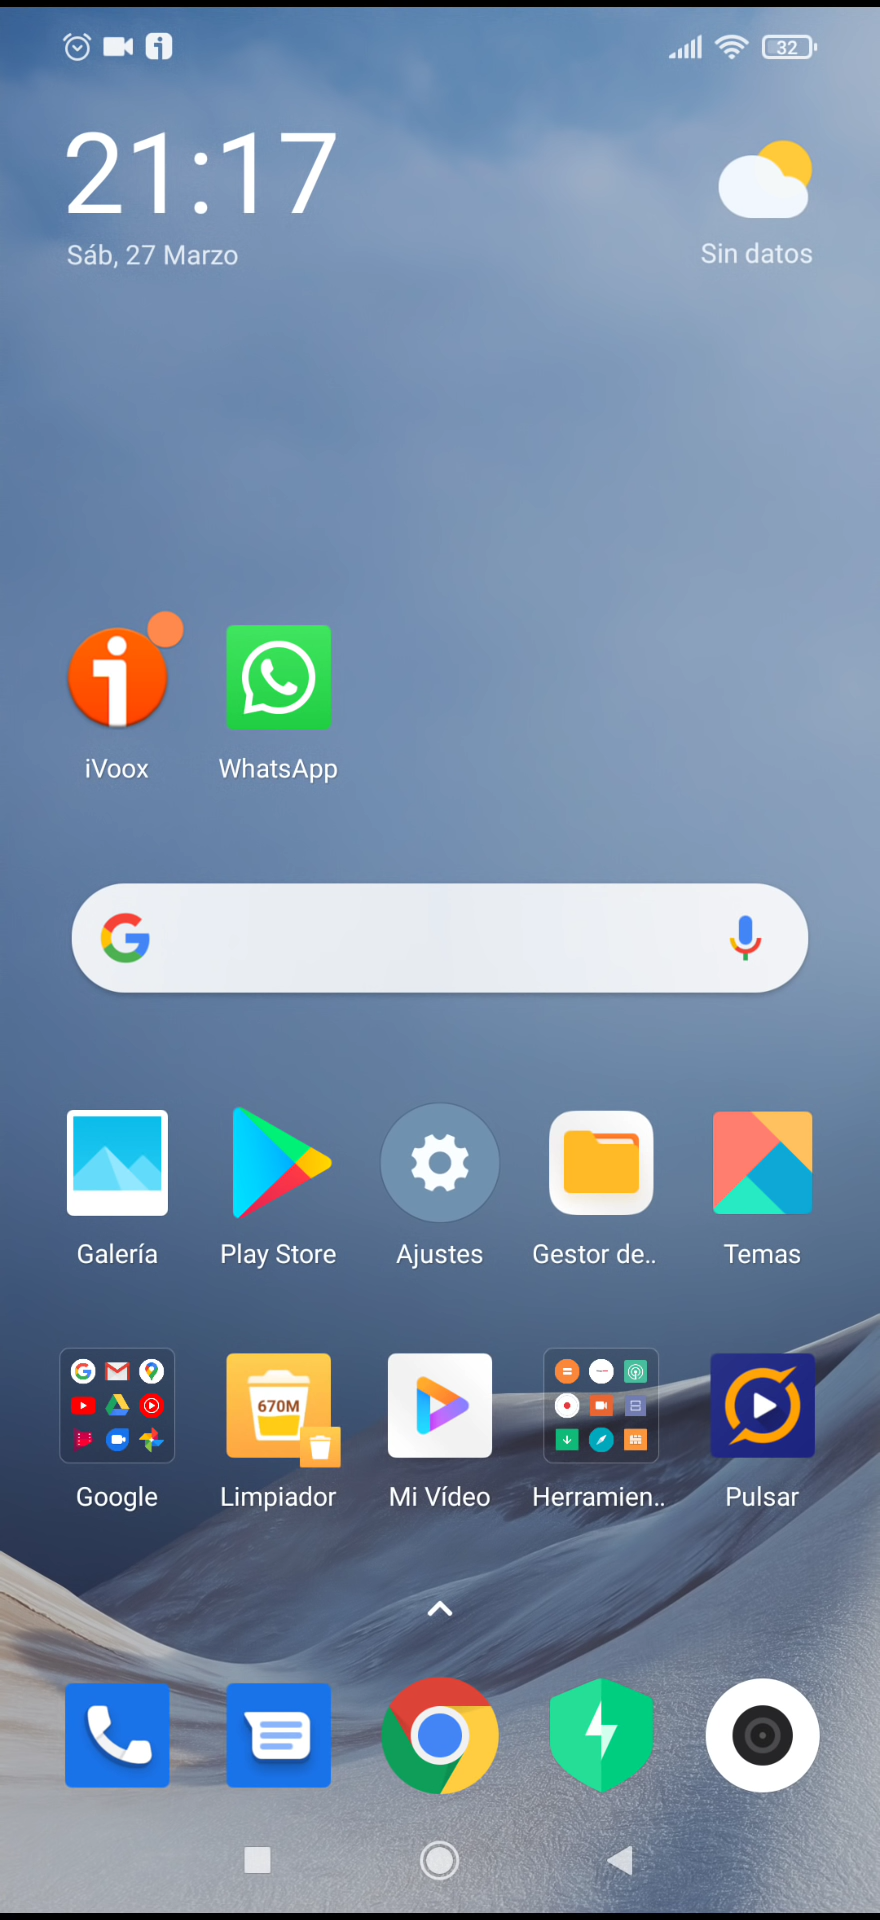 32
21:17
Sáb, 27 Marzo
Sin datos
iVoox
WhatsApp
Galería
Play Store
Ajustes
Gestor de..
Temas
670M
Google
Limpiador
Mi Vídeo
Herramien..
Pulsar